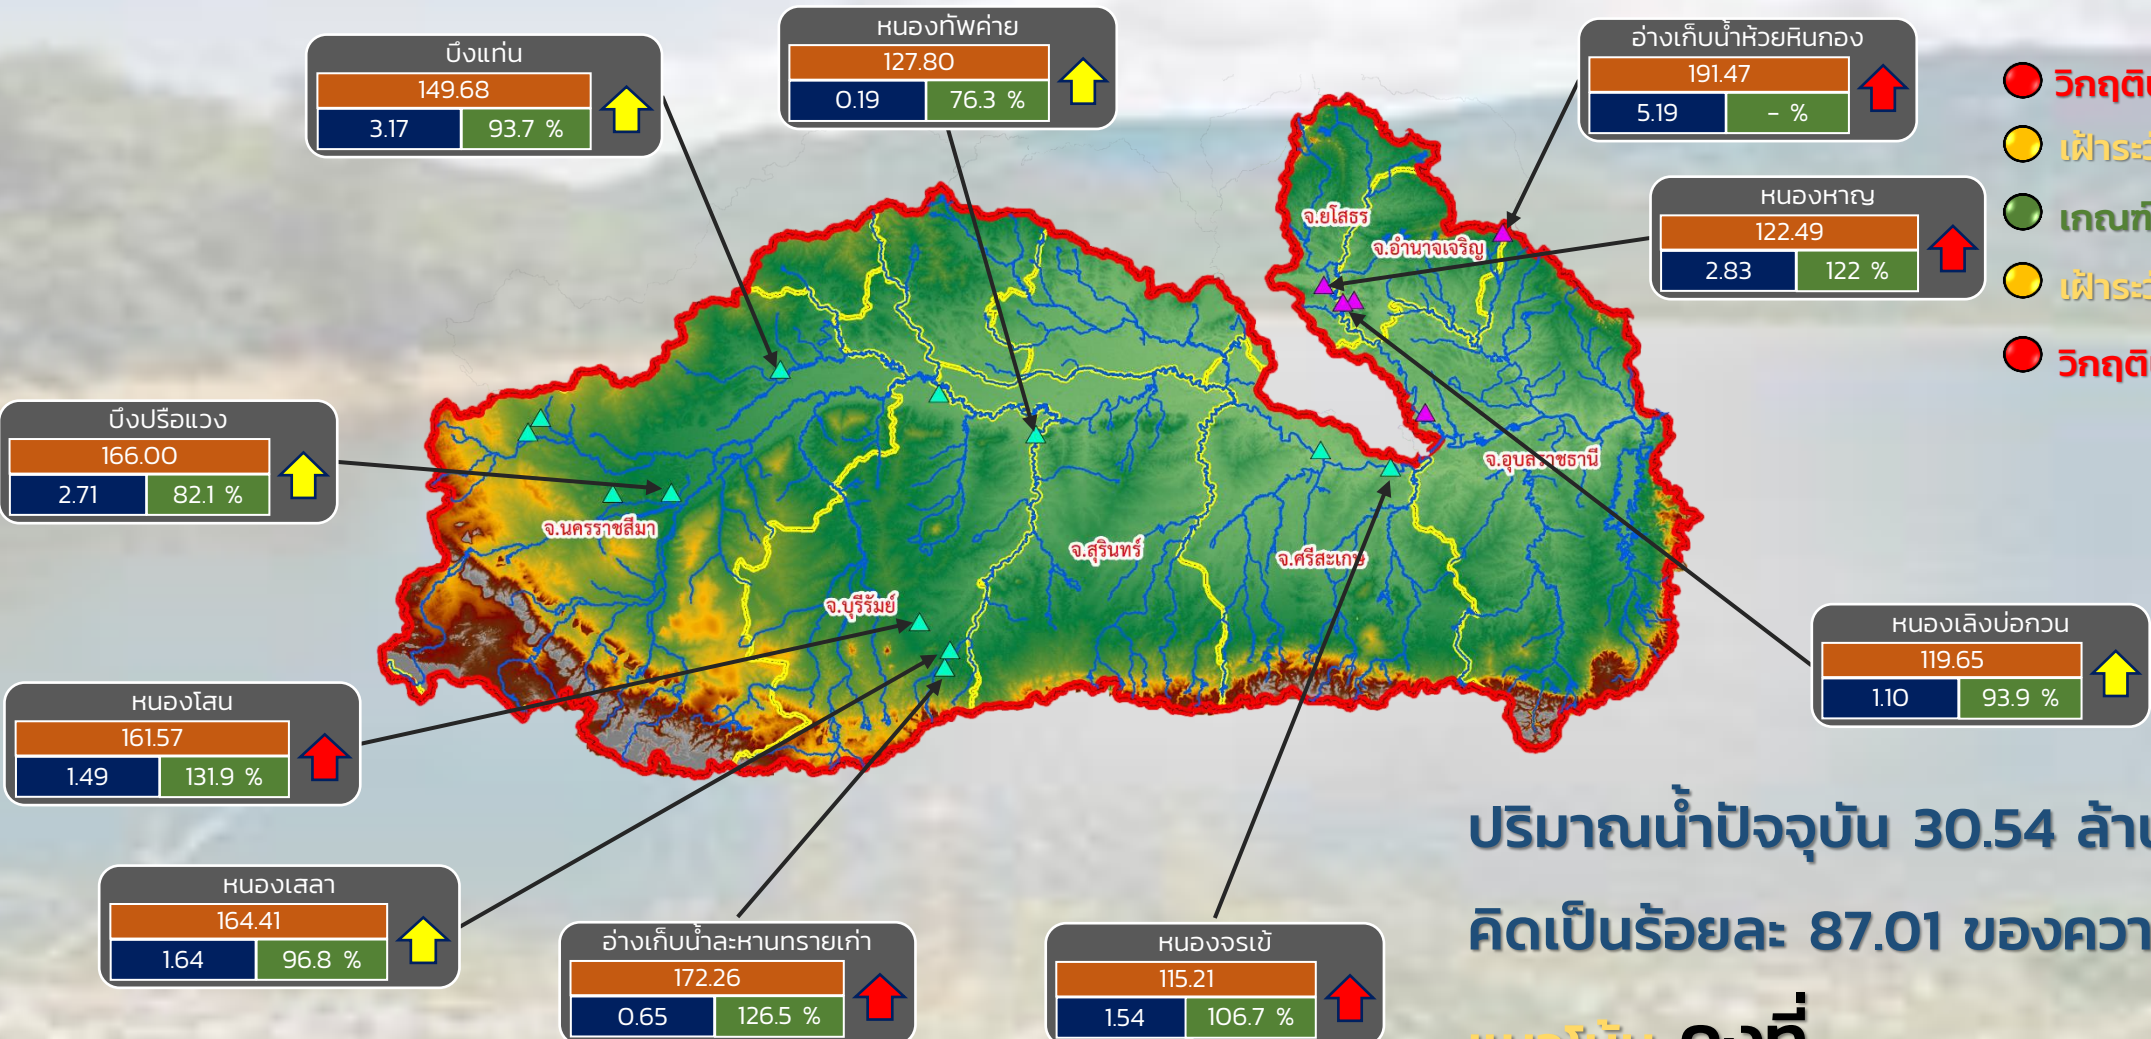 บึงแท่น
149.68
3.17 93.7 %
หนองทัพค่าย
127.80
0.19 76.3 %
อ่างเก็บน้ำห้วยหินกอง
191.47
5.19 - %
หนองหาญ
122.49
2.83 122 %
จ.ยโสธร
จ.อำนาจเจริญ
บึงปรือแวง
166.00
2.71 82.1 %
จ.นครราชสีมา
จ.บุรีรัมย์
จ.สุรินทร์
จ.ศรีสะเกษ
จ.อุบลราชธานี
หนองเลิงบ่อกวน
119.65
1.10 93.9 %
หนองโสน
161.57
1.49 131.9 %
หนองเสลา
164.41
1.64 96.8 %
อ่างเก็บน้ำละหานทรายเก่า
172.26
0.65 126.5 %
หนองจรเข้
115.21
1.54 106.7 %
ปริมาณน้ำปัจจุบัน 30.54
คิดเป็นร้อยละ 87.01